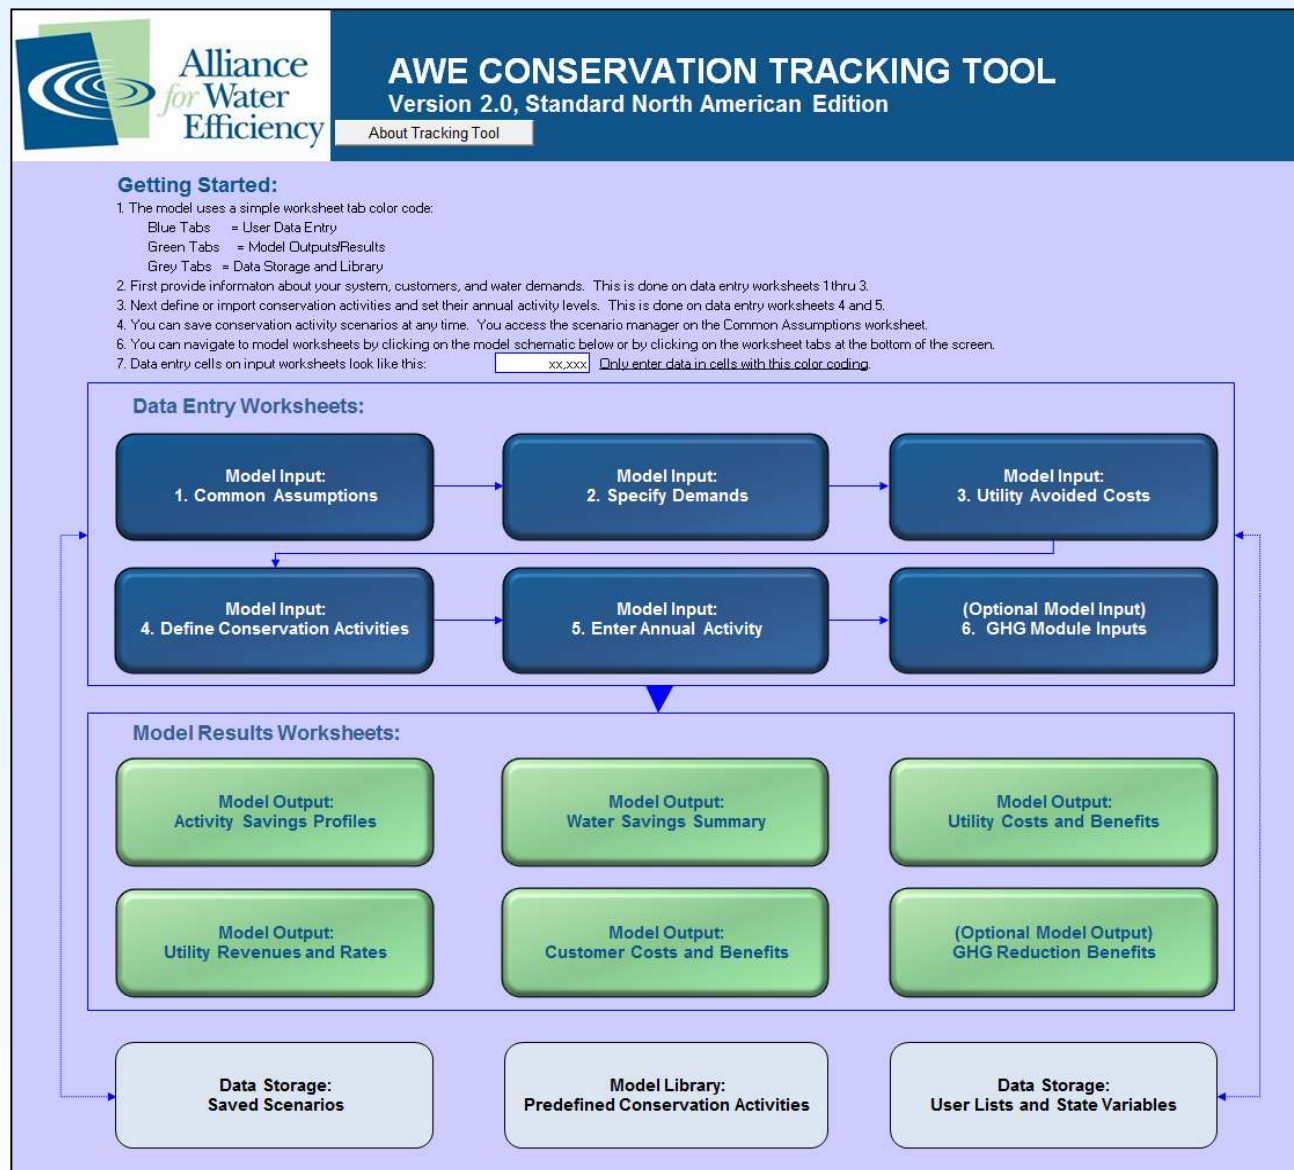 Alliance
for Water
Efficiency
AWE CONSERVATION TRACKING TOOL
Version 2.0, Standard North American Edition
About Tracking Tool
Getting Started:
1. The model uses a simple worksheet tab color code:
Blue Tabs = User Data Entry
Green Tabs = Model Outputs/Results
Grey Tabs = Data Storage and Library
2. First provide informaton about your system, customers, and water demands. This is done on data entry worksheets 1 thru 3.
3. Next define or import conservation activities and set their annual activity levels. This is done on data entry worksheets 4 and 5.
4. You can save conservation activity scenarios at any time. You access the scenario manager on the Common Assumptions worksheet.
6. You can navigate to model worksheets by clicking on the model schematic below or by clicking on the worksheet tabs at the bottom of the screen.
7. Data entry cells on input worksheets look like this: xx,xxx Only enter data in cells with this color coding.
Data Entry Worksheets:
Model Input:
1. Common Assumptions
Model Input:
2. Specify Demands
Model Input:
3. Utility Avoided Costs
Model Input:
4. Define Conservation Activities
Model Input:
5. Enter Annual Activity
(Optional Model Input)
6. GHG Module Inputs
Model Results Worksheets:
Model Output:
Activity Savings Profiles
Model Output:
Water Savings Summary
Model Output:
Utility Costs and Benefits
Model Output:
Utility Revenues and Rates
Model Output:
Customer Costs and Benefits
(Optional Model Output)
GHG Reduction Benefits
Data Storage:
Saved Scenarios
Model Library:
Predefined Conservation Activities
Data Storage:
User Lists and State Variables